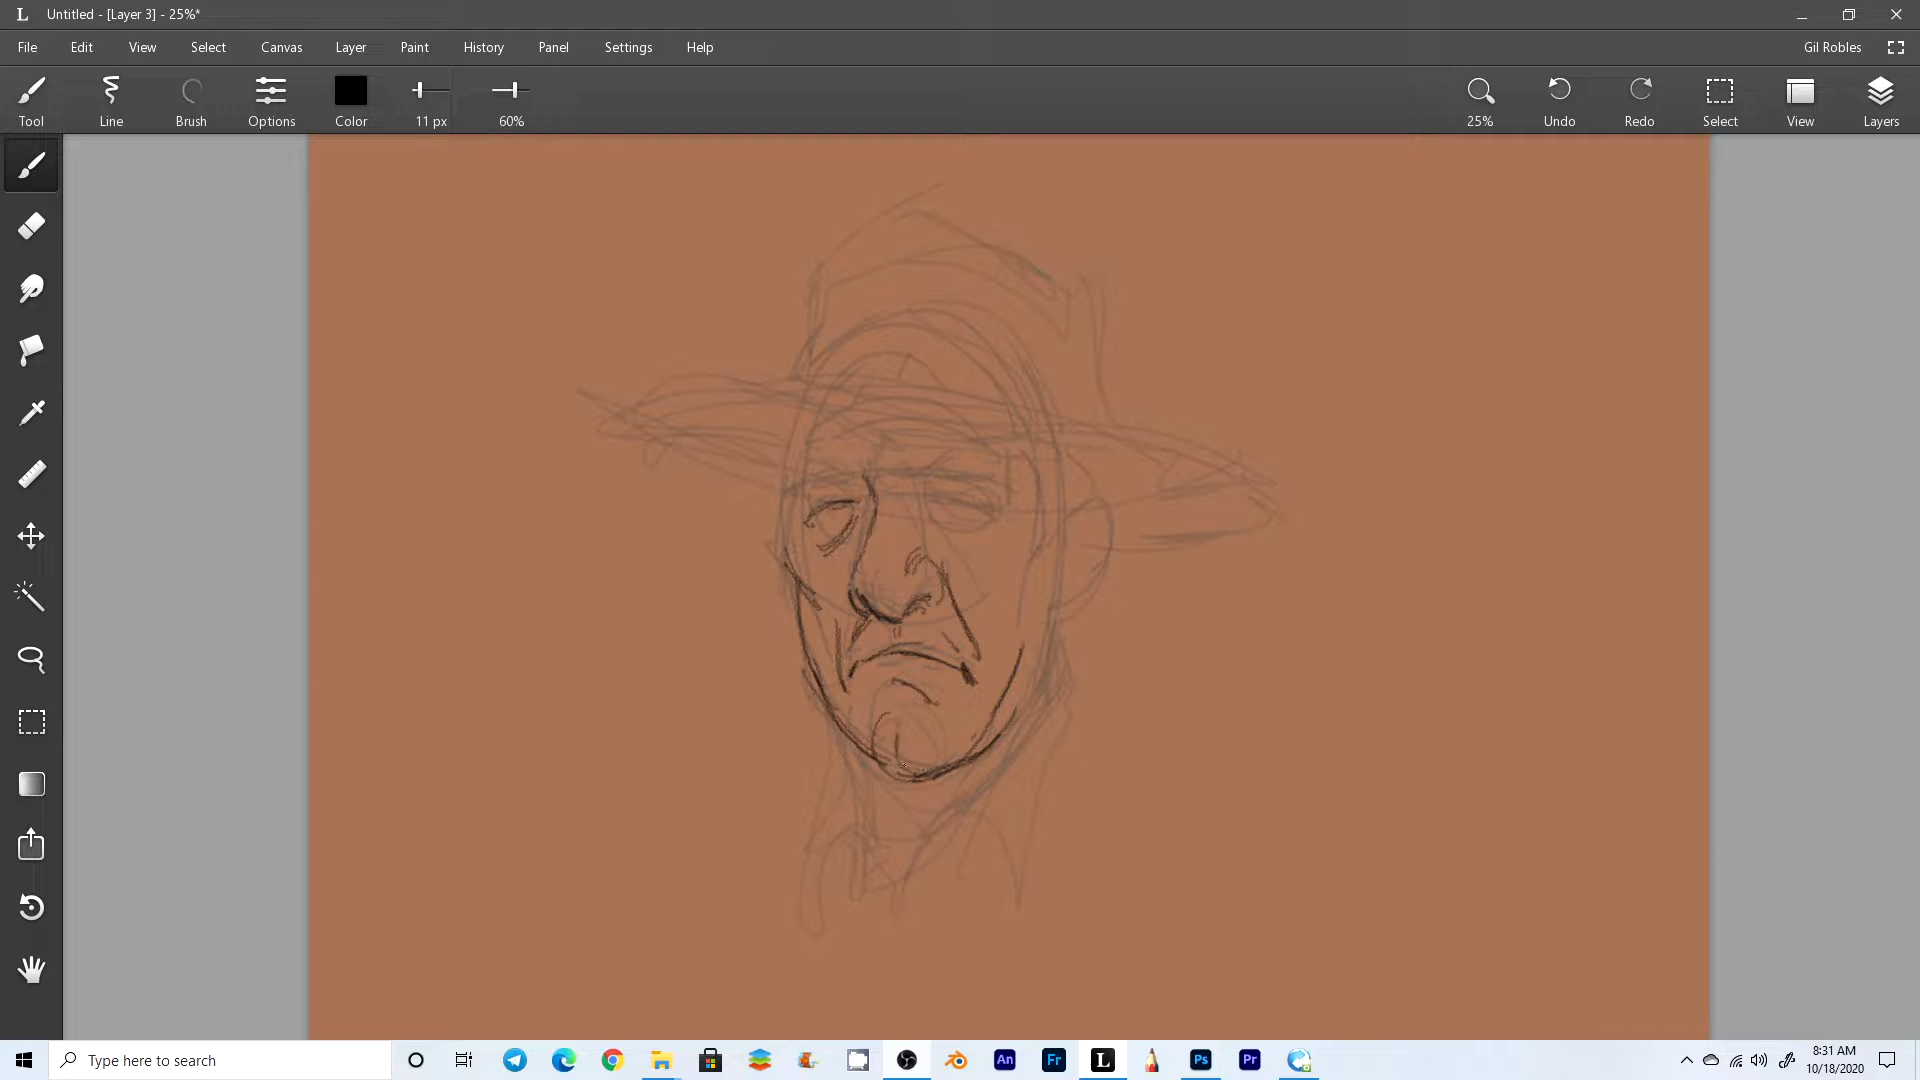 L Untitled - [Layer 3] - 25%*
File Edit View Select Canvas Layer Paint History Panel Settings Help Gil Robles
Tool Line Brush Options Color 11 px 60% 25% Undo Redo Select View Layers
Type here to search
An Fr L Ps Pr
8:31 AM
10/18/2020